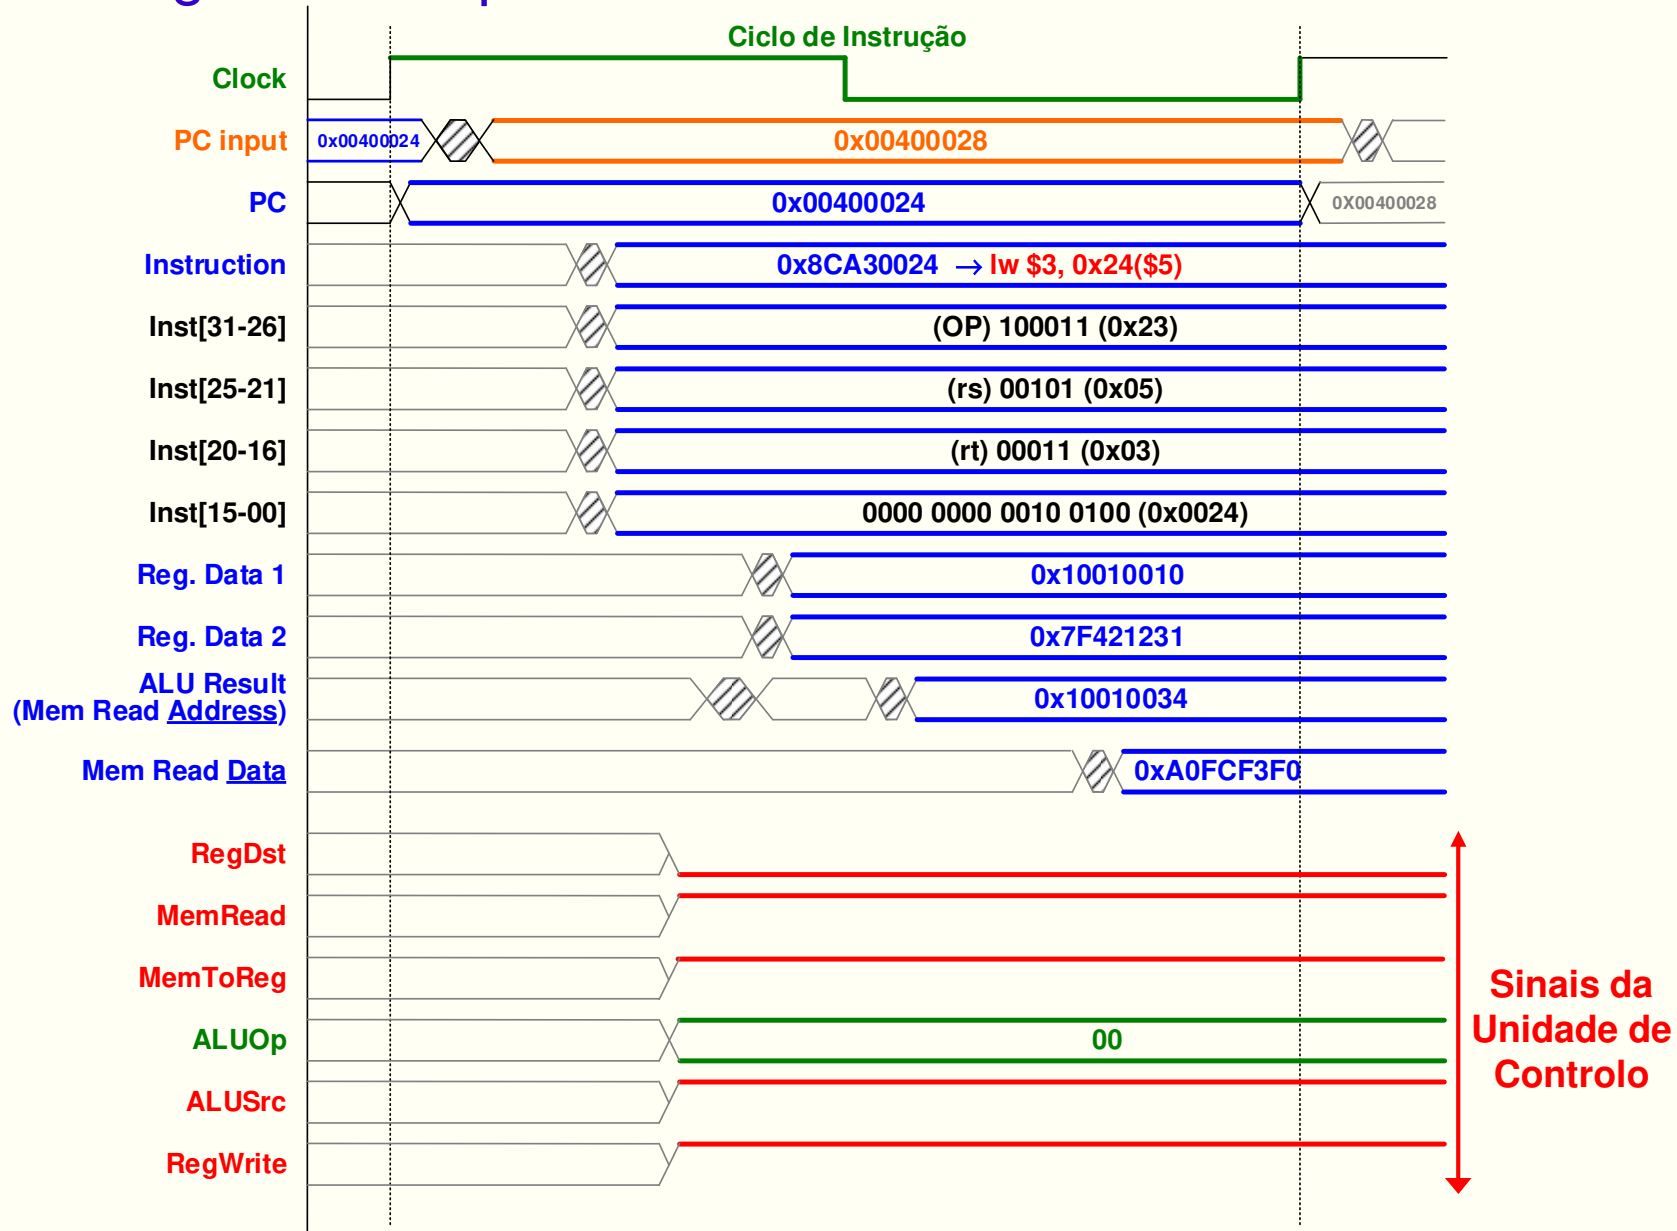 Ciclo de Instrução
Clock
PC input 0x00400024 0x00400028
PC 0x00400024 0X00400028
Instruction 0x8CA30024 → lw $3, 0x24($5)
Inst[31-26] (OP) 100011 (0x23)
Inst[25-21] (rs) 00101 (0x05)
Inst[20-16] (rt) 00011 (0x03)
Inst[15-00] 0000 0000 0010 0100 (0x0024)
Reg. Data 1 0x10010010
Reg. Data 2 0x7F421231
ALU Result
(Mem Read Address) 0x10010034
Mem Read Data 0xA0FCF3F0
RegDst
MemRead
MemToReg
ALUOp 00
ALUSrc
RegWrite
Sinais da
Unidade de
Controlo